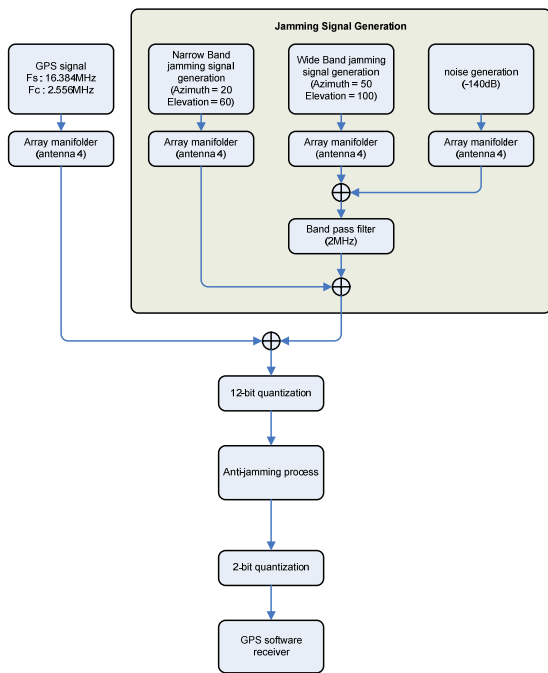 Jamming Signal Generation
GPS signal
Fs : 16.384MHz
Fc : 2.556MHz
Narrow Band
jamming signal
generation
(Azimuth = 20
Elevation = 60)
Wide Band jamming
signal generation
(Azimuth = 50
Elevation = 100)
noise generation
(-140dB)
Array manifolder
(antenna 4)
Array manifolder
(antenna 4)
Array manifolder
(antenna 4)
Array manifolder
(antenna 4)
Band pass filter
(2MHz)
12-bit quantization
Anti-jamming process
2-bit quantization
GPS software
receiver